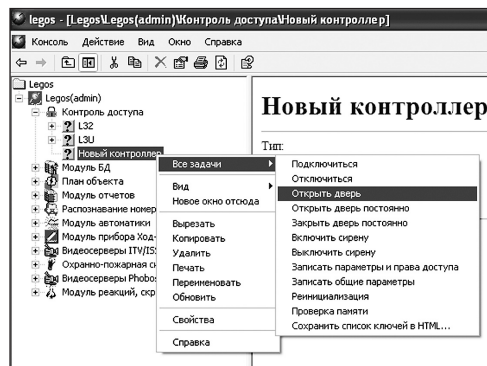 legos - [Legos\Legos(admin)\Контроль доступа\Новый контроллер]
Консоль Действие Вид Окно Справка
Legos
Legos(admin)
Контроль доступа
L32
L3U
Новый контроллер
Модуль БД
План объекта
Модуль отчетов
Распознавание номер
Модуль автоматики
Модуль прибора Ход-
Видеосерверы ITV/IS
Охранно-пожарная си
Видеосерверы Phobos
Модуль реакций, скр
Новый контроллер
Тип:
Все задачи
Вид
Новое окно отсюда
Вырезать
Копировать
Удалить
Печать
Переименовать
Обновить
Свойства
Справка
Подключиться
Отключиться
Открыть дверь
Открыть дверь постоянно
Закрыть дверь постоянно
Включить сирену
Выключить сирену
Записать параметры и права доступа
Записать общие параметры
Реинициализация
Проверка памяти
Сохранить список ключей в HTML...